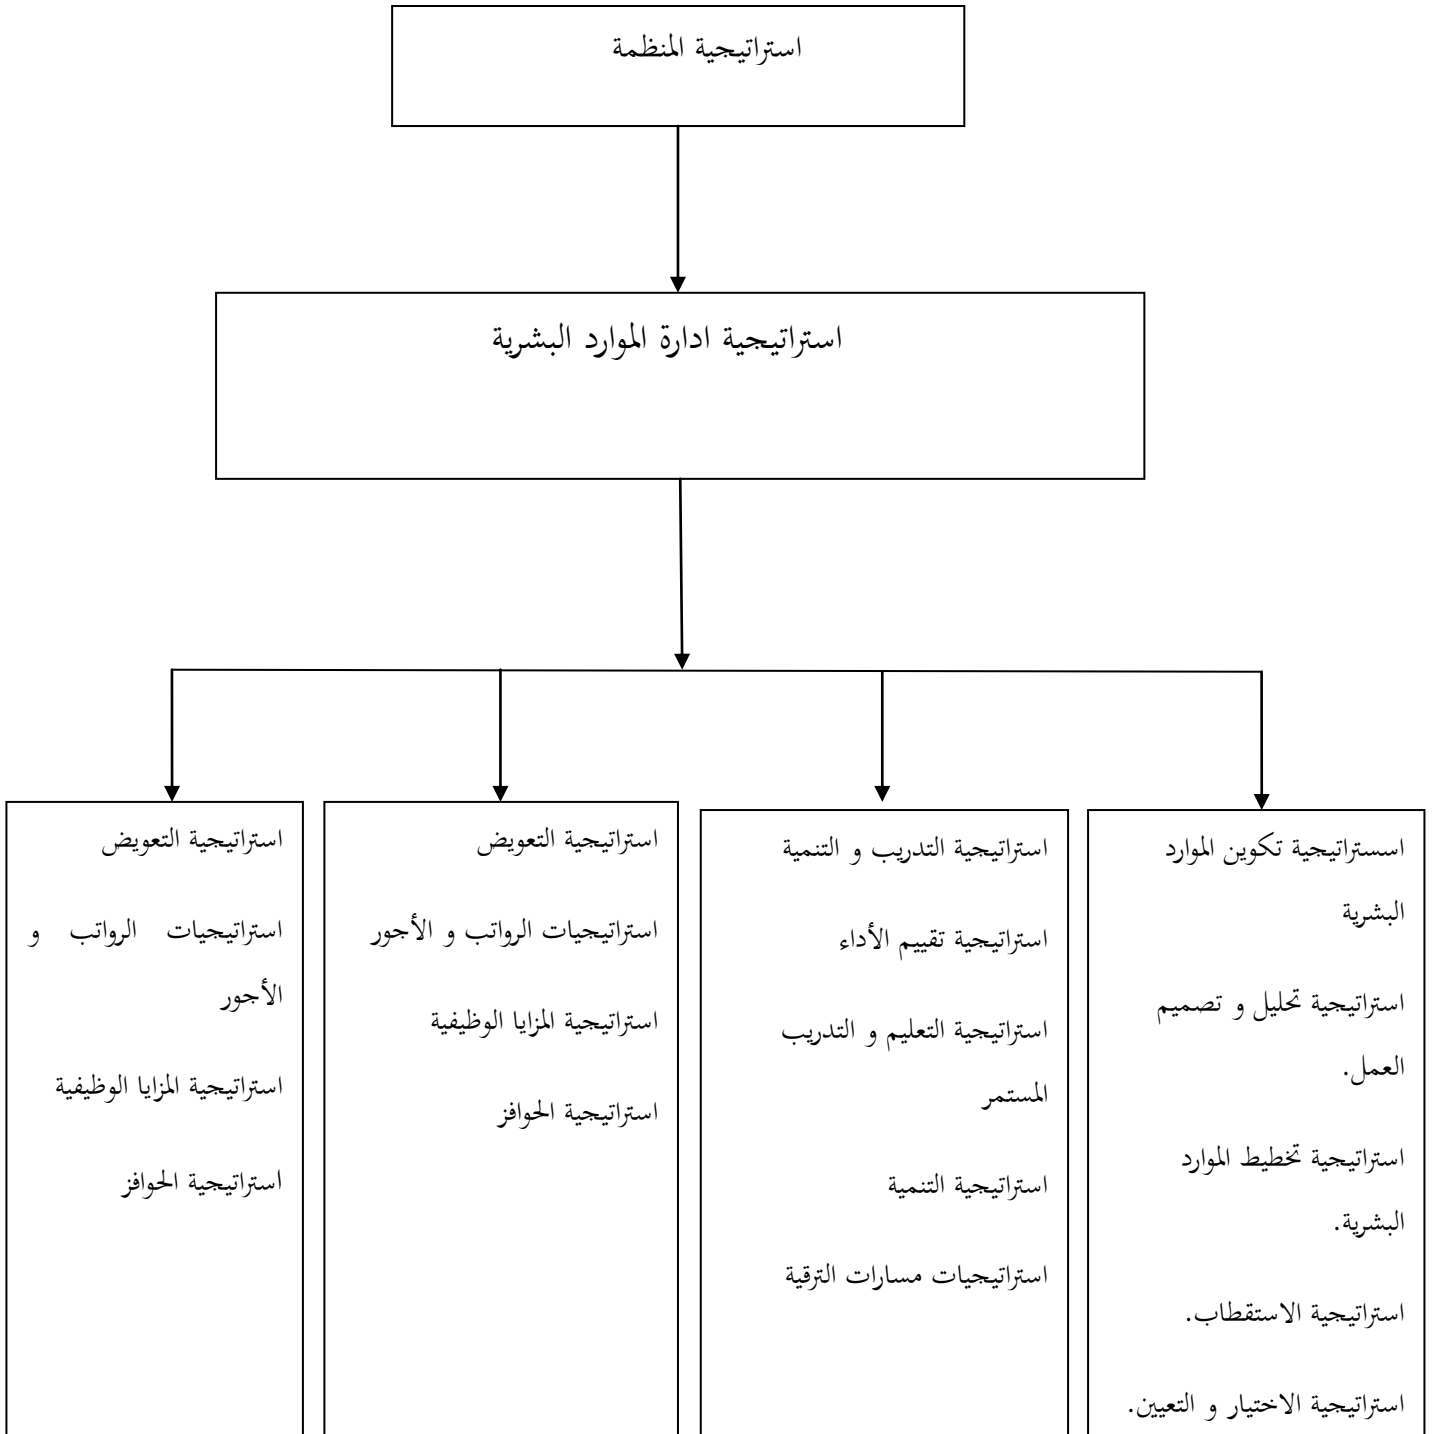 استراتيجية المنظمة
استراتيجية ادارة الموارد البشرية
اسستراتيجية تكوين الموارد
البشرية
استراتيجية تحليل و تصميم
العمل.
استراتيجية تخطيط الموارد
البشرية.
استراتيجية الاستقطاب.
استراتيجية الاختيار و التعيين.
استراتيجية التدريب و التنمية
استراتيجية تقييم الأداء
استراتيجية التعليم و التدريب
المستمر
استراتيجية التنمية
استراتيجيات مسارات الترقية
استراتيجية التعويض
استراتيجيات الرواتب و الأجور
استراتيجية المزايا الوظيفية
استراتيجية الحوافز
استراتيجية التعويض
استراتيجيات الرواتب و
الأجور
استراتيجية المزايا الوظيفية
استراتيجية الحوافز